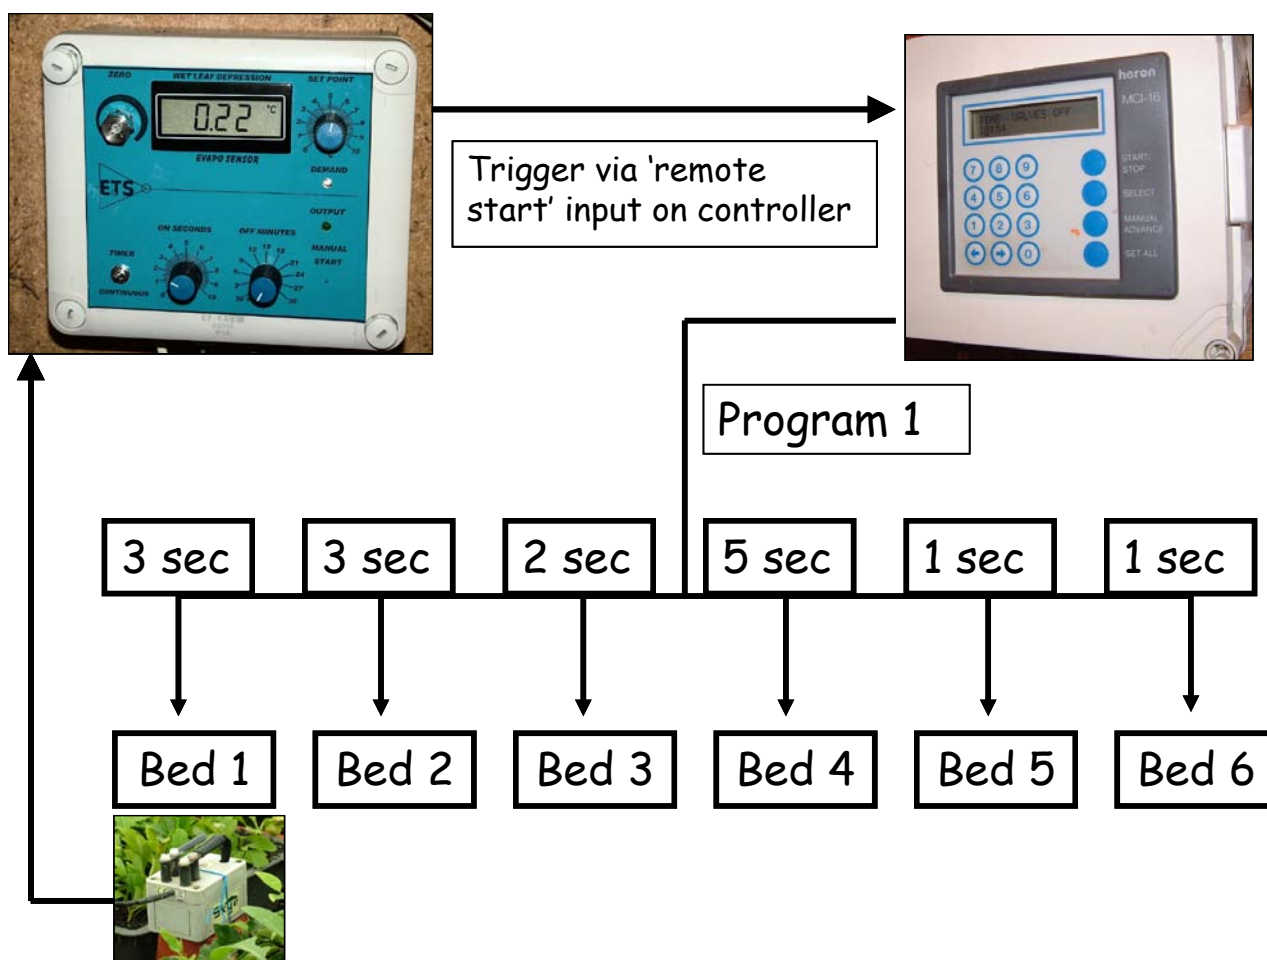 ZERO
WET LEAF DEPRESSION
SET POINT
0.22 °C
EVAPO SENSOR
DEMAND
ETS
OUTPUT
ON SECONDS
OFF MINUTES
MANUAL
START
TIMER
CONTINUOUS
heron
MCI-16
VALVES OFF
7 8 9
START/
STOP
4 5 6
SELECT
1 2 3
MANUAL
ADVANCE
0
SET ALL
Trigger via ‘remote
start’ input on controller
Program 1
3 sec
3 sec
2 sec
5 sec
1 sec
1 sec
Bed 1
Bed 2
Bed 3
Bed 4
Bed 5
Bed 6